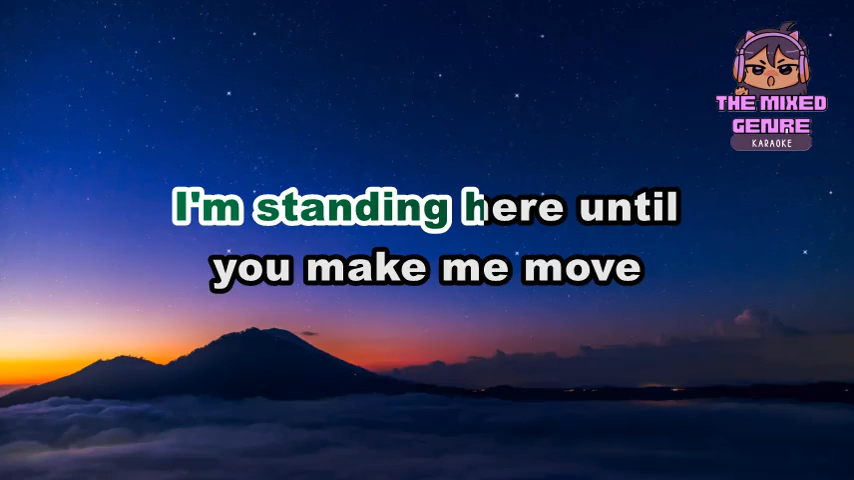 THE MIXED
GENRE
KARAOKE
I'm standing here until
you make me move